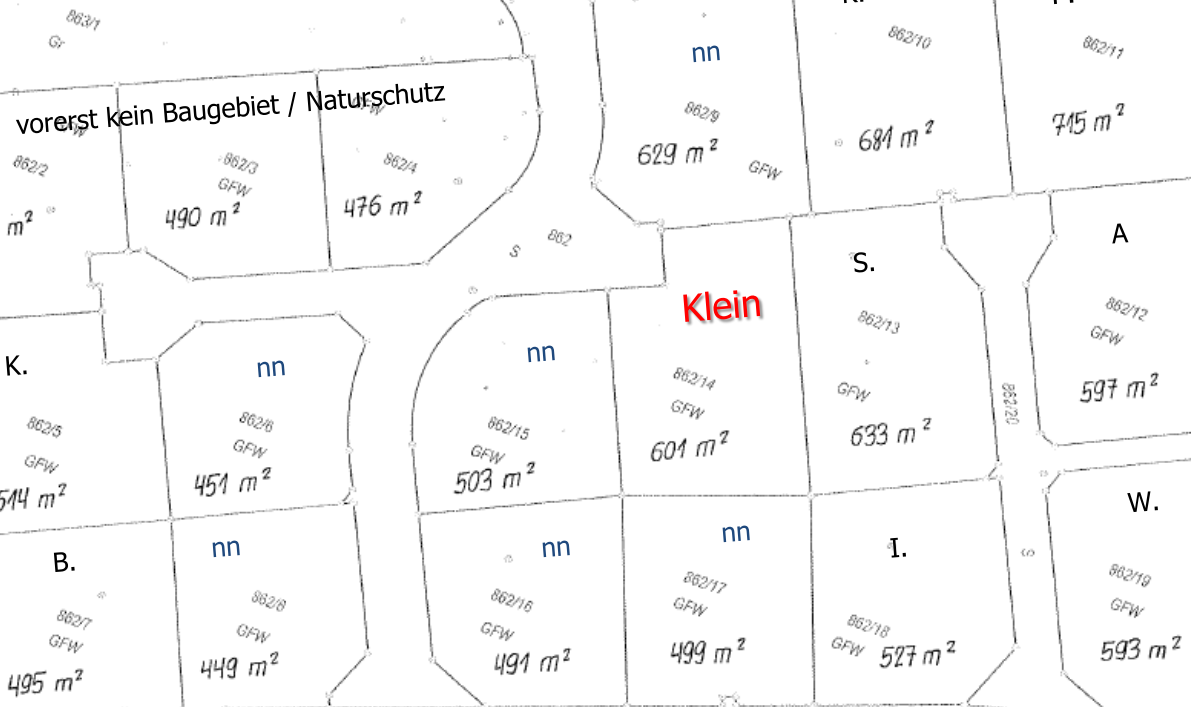 863/1
Gr
vorerst kein Baugebiet / Naturschutz
862/2
m²
862/3
GFW
490 m²
862/4
476 m²
nn
862/9
629 m²
GFW
862/10
681 m²
862/11
715 m²
S
862
Klein
862/14
GFW
601 m²
S.
862/13
GFW
633 m²
A
862/12
GFW
597 m²
862/20
K.
862/5
GFW
514 m²
nn
862/6
GFW
451 m²
nn
862/15
GFW
503 m²
B.
862/7
GFW
495 m²
nn
862/8
GFW
449 m²
nn
862/16
GFW
491 m²
nn
862/17
GFW
499 m²
I.
862/18
GFW
527 m²
S
W.
862/19
GFW
593 m²